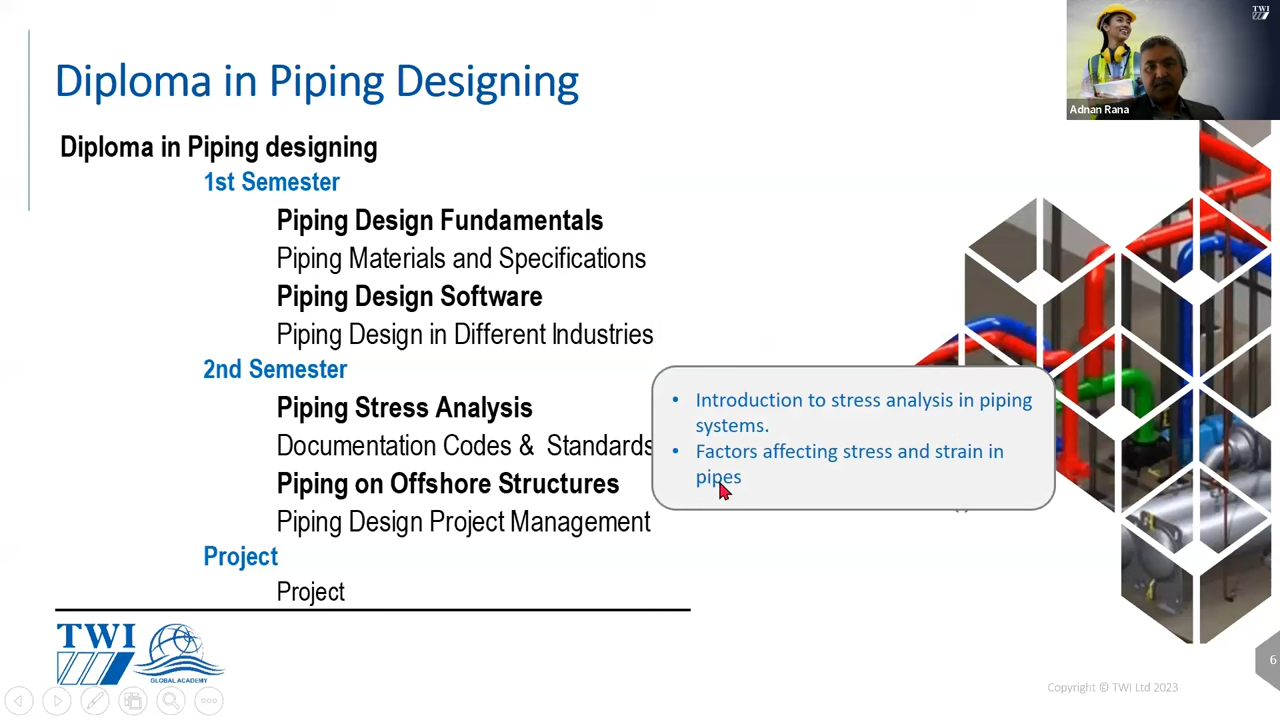 TWI
Adnan Rana
Diploma in Piping Designing
Diploma in Piping designing
1st Semester
Piping Design Fundamentals
Piping Materials and Specifications
Piping Design Software
Piping Design in Different Industries
2nd Semester
Piping Stress Analysis
Documentation Codes & Standards
Piping on Offshore Structures
Piping Design Project Management
Project
Project
• Introduction to stress analysis in piping
systems.
• Factors affecting stress and strain in
pipes
TWI
GLOBAL ACADEMY
6
Copyright © TWI Ltd 2023